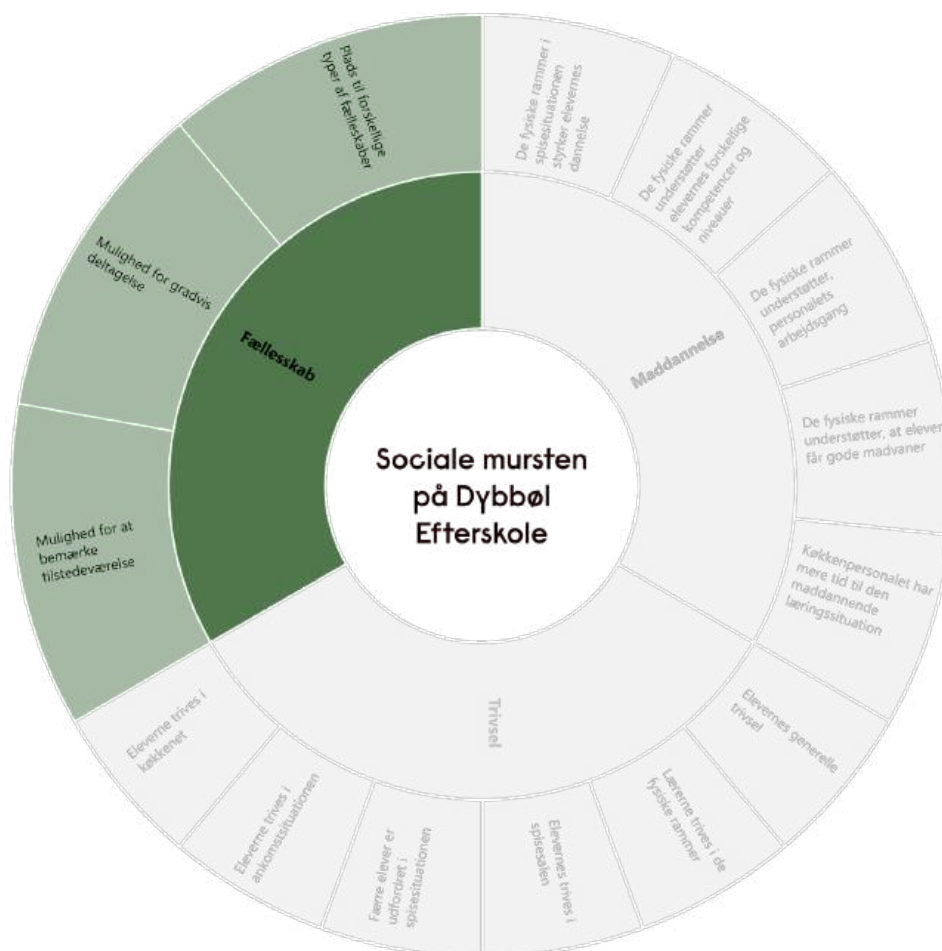 Sociale mursten
på Dybbøl
Efterskole
Fællesskab
Plads til forskellige
typer af fælleskaber
Mulighed for gradvis
deltagelse
Mulighed for at
bemærke
tilstedeværelse
Maddannelse
De fysiske rammer i
spisesituationen
styrker elevernes
dannelse
De fysiske rammer
understøtter
elevernes forskellige
kompetencer og
niveauer
De fysiske rammer
understøtter,
personalets
arbejdsgang
De fysiske rammer
understøtter, at elever
får gode madvaner
Køkkenpersonalet har
mere tid til den
maddannende
læringssituation
Trivsel
Elevernes generelle
trivsel
Lærerne trives i de
fysiske rammer
Elevernes trives i
spisesalen
Færre elever er
udfordret i
spisesituationen
Eleverne trives i
ankomstsituationen
Eleverne trives i
køkkenet